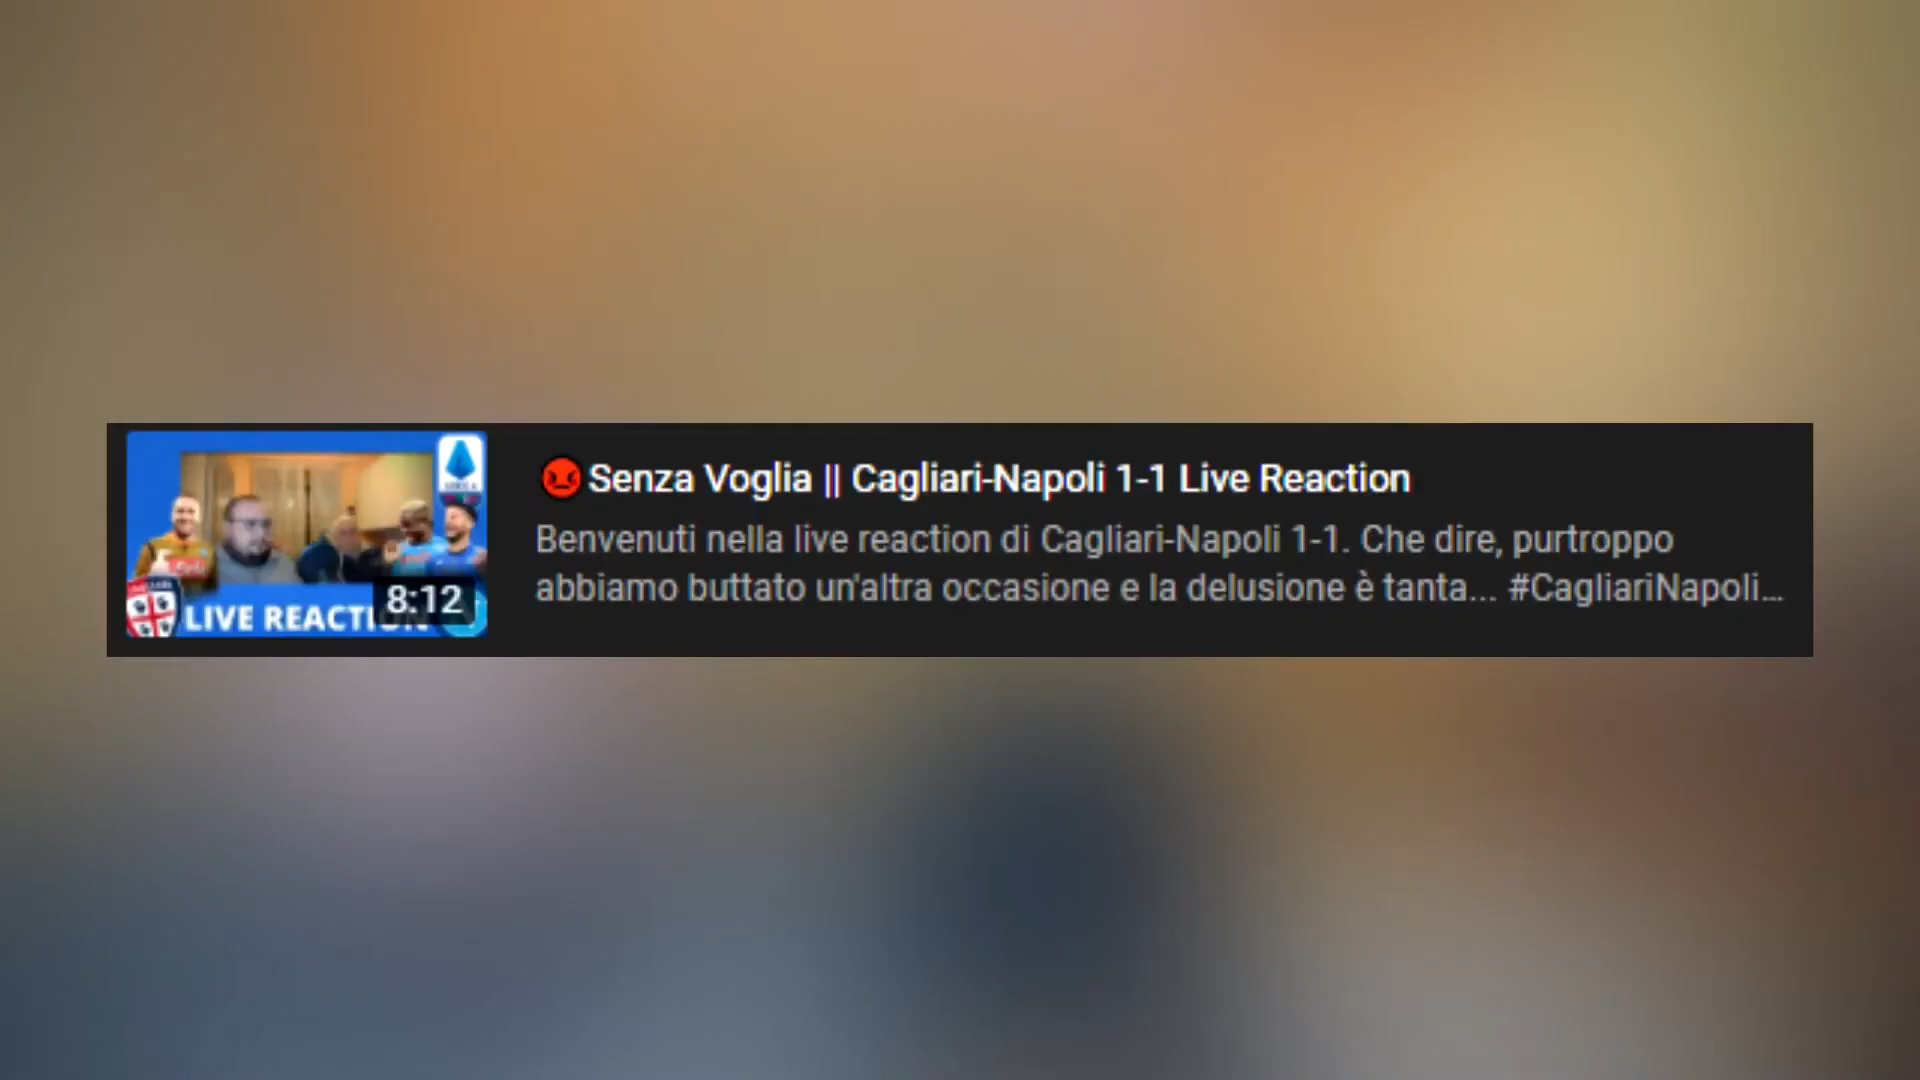 😡Senza Voglia || Cagliari-Napoli 1-1 Live Reaction
Benvenuti nella live reaction di Cagliari-Napoli 1-1. Che dire, purtroppo
abbiamo buttato un'altra occasione e la delusione è tanta... #CagliariNapoli...
8:12
LIVE REACTION